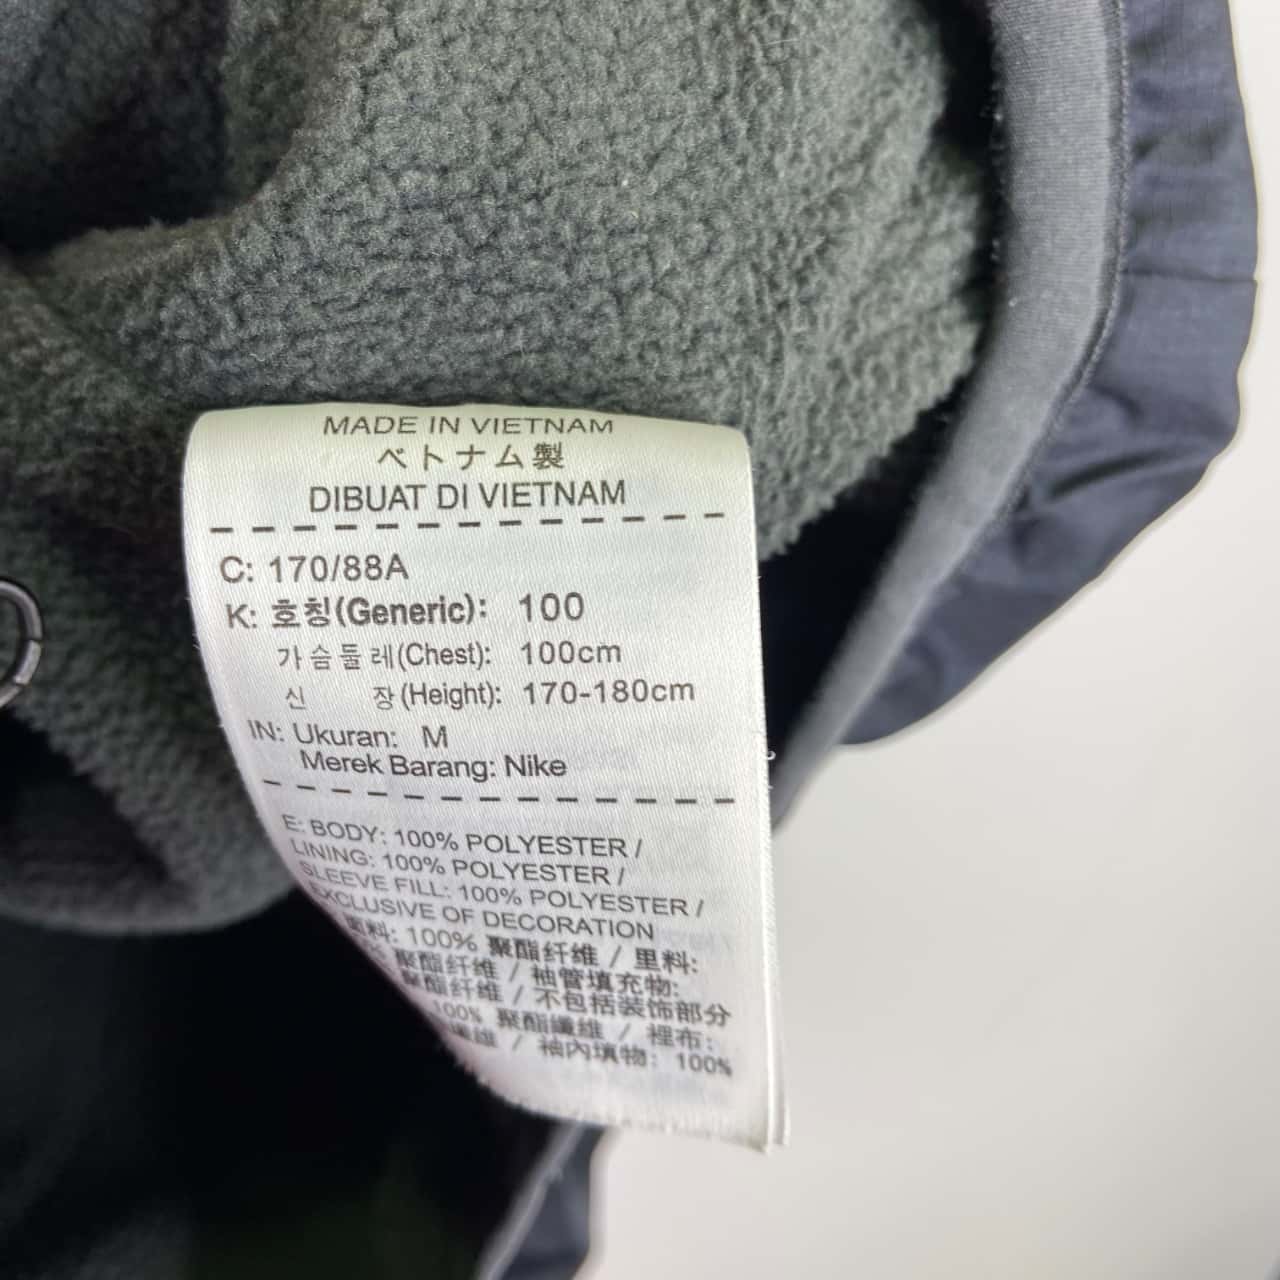 MADE IN VIETNAM
ベトナム製
DIBUAT DI VIETNAM
C: 170/88A
K: 호칭(Generic): 100
가슴둘레(Chest): 100cm
신 장(Height): 170-180cm
IN: Ukuran: M
Merek Barang: Nike
E: BODY: 100% POLYESTER /
LINING: 100% POLYESTER /
SLEEVE FILL: 100% POLYESTER /
EXCLUSIVE OF DECORATION
面料: 100% 聚酯纤维 / 里料:
聚酯纤维 / 袖管填充物:
聚酯纤维 / 不包括装饰部分
100% 聚酯纖維 / 裡布:
纖維 / 袖內填物: 100%